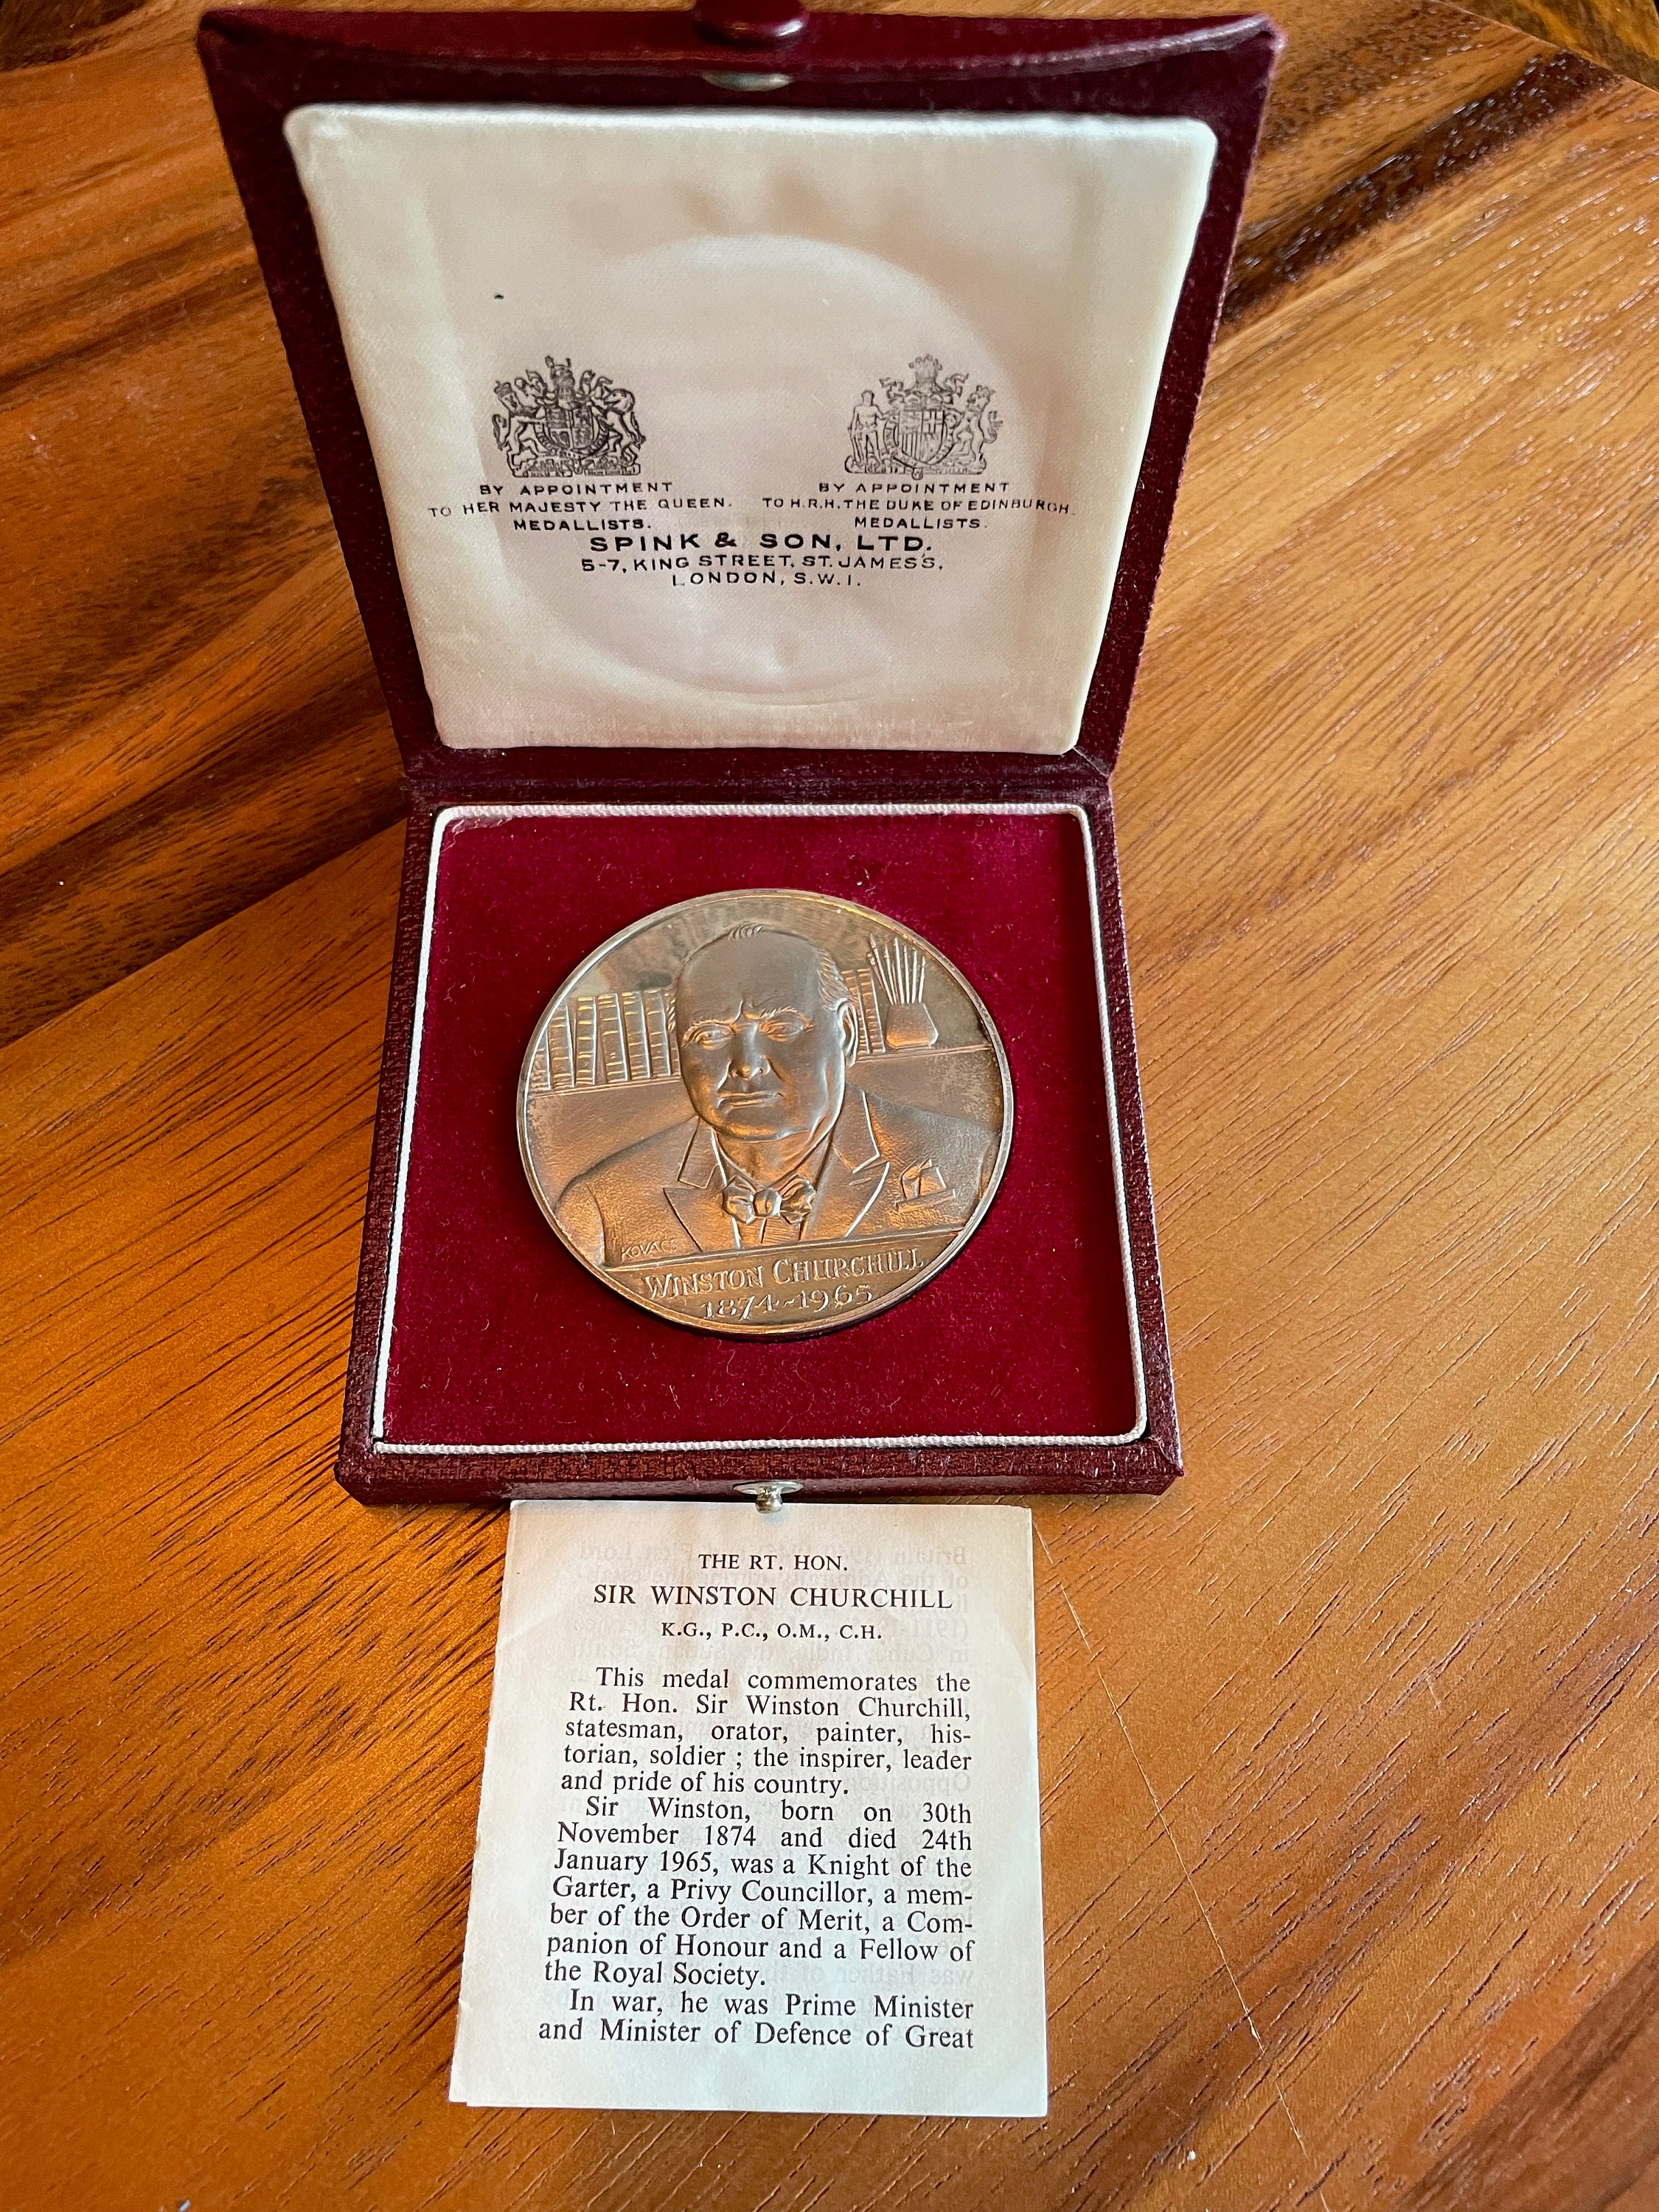 BY APPOINTMENT
TO HER MAJESTY THE QUEEN.
MEDALLISTS.
BY APPOINTMENT
TO H.R.H. THE DUKE OF EDINBURGH.
MEDALLISTS.
SPINK & SON, LTD.
5-7, KING STREET, ST. JAMES'S,
LONDON, S.W.1.
KOVACS
WINSTON CHURCHILL
1874~1965
THE RT. HON.
SIR WINSTON CHURCHILL
K.G., P.C., O.M., C.H.
This medal commemorates the
Rt. Hon. Sir Winston Churchill,
statesman, orator, painter, his-
torian, soldier ; the inspirer, leader
and pride of his country.
Sir Winston, born on 30th
November 1874 and died 24th
January 1965, was a Knight of the
Garter, a Privy Councillor, a mem-
ber of the Order of Merit, a Com-
panion of Honour and a Fellow of
the Royal Society.
In war, he was Prime Minister
and Minister of Defence of Great